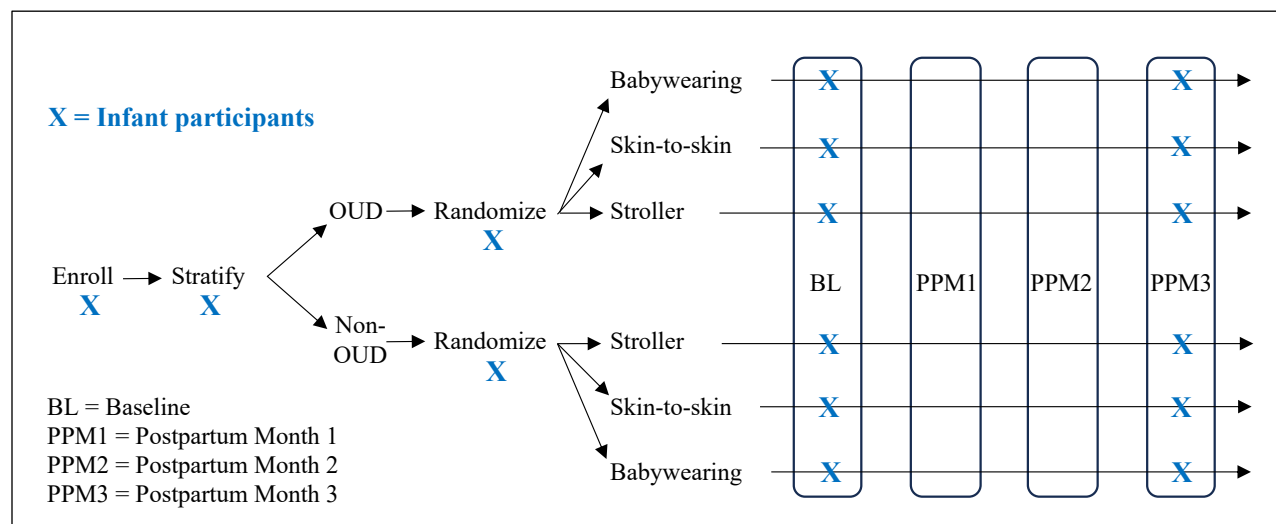 Babywearing X X
X = Infant participants
Skin-to-skin X X
OUD Randomize Stroller X X
X
Enroll Stratify BL PPM1 PPM2 PPM3
X X
Non-
OUD Randomize Stroller X X
X
BL = Baseline Skin-to-skin X X
PPM1 = Postpartum Month 1
PPM2 = Postpartum Month 2 Babywearing X X
PPM3 = Postpartum Month 3